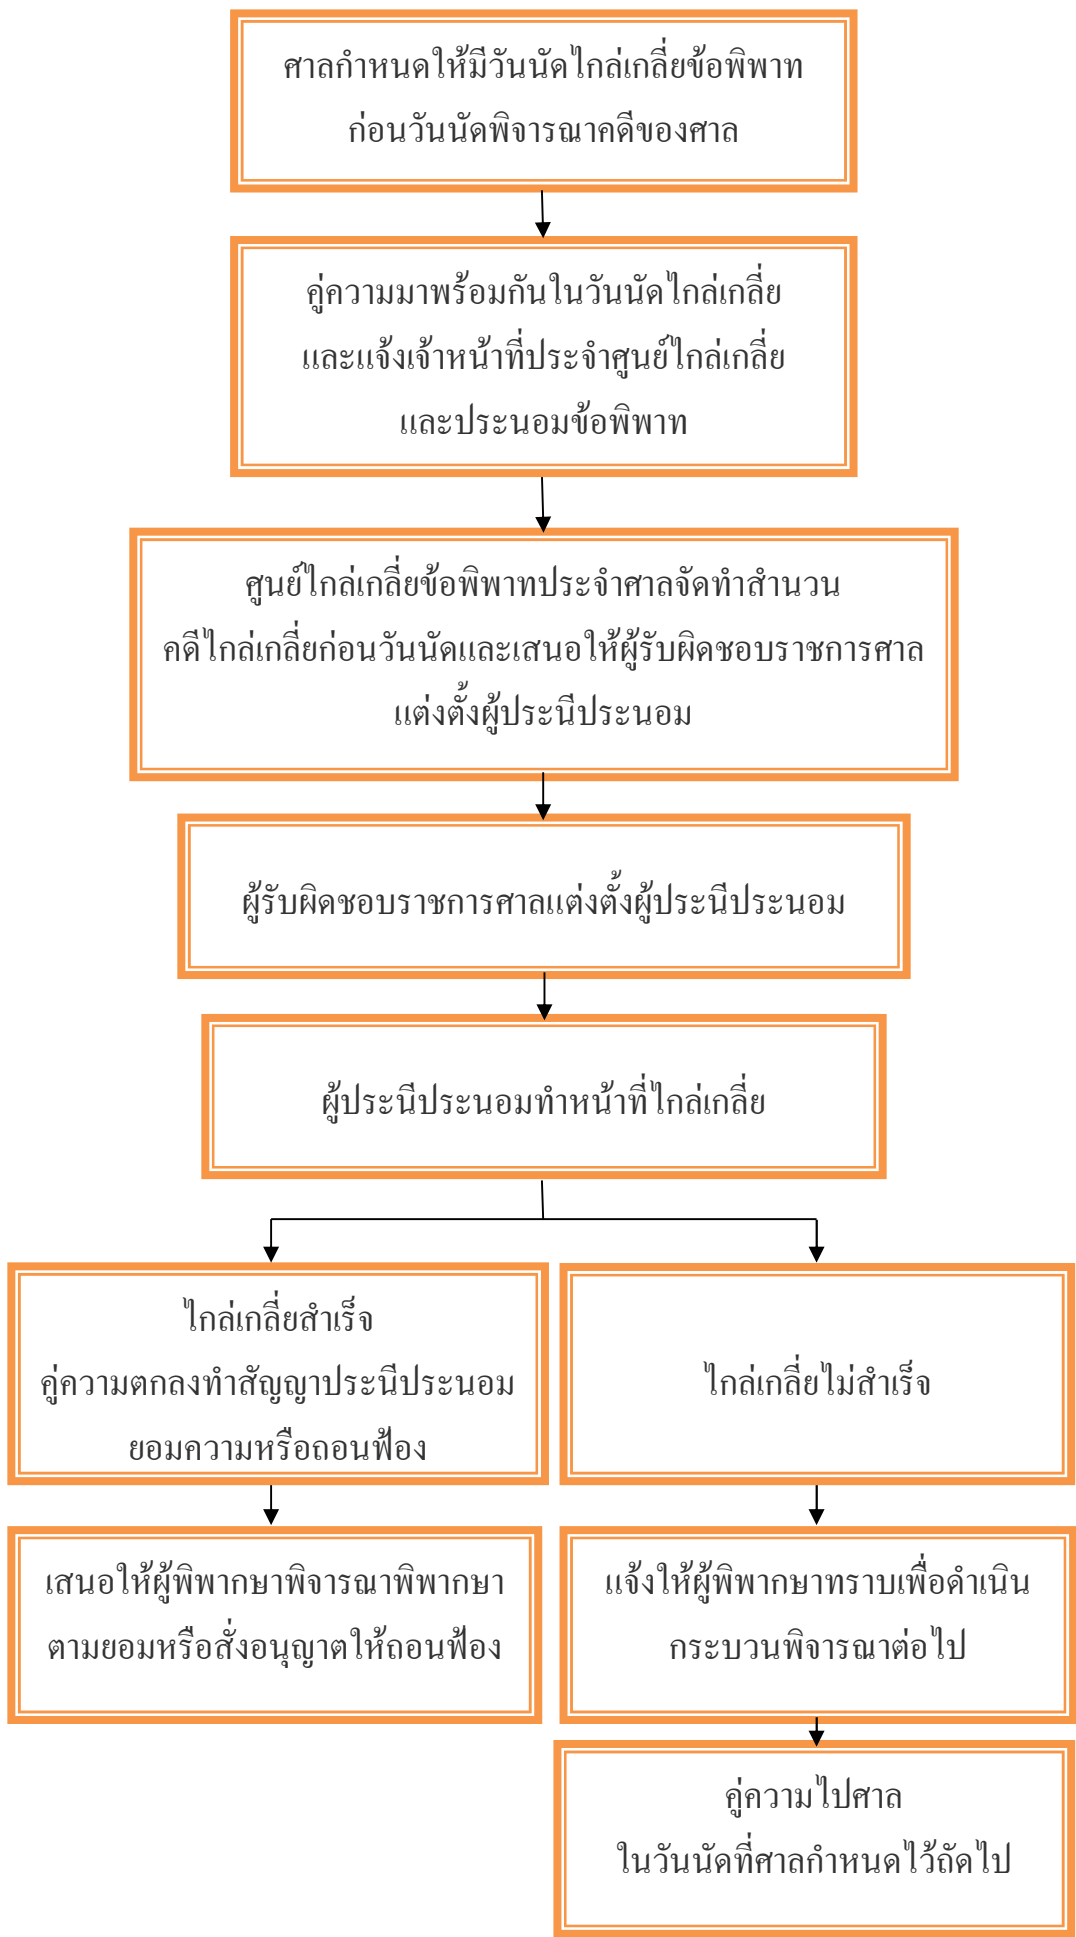 ศาลกำหนดให้มีวันนัดไกล่เกลี่ยข้อพิพาท
ก่อนวันนัดพิจารณาคดีของศาล
คู่ความมาพร้อมกันในวันนัดไกล่เกลี่ย
และแจ้งเจ้าหน้าที่ประจำศูนย์ไกล่เกลี่ย
และประนอมข้อพิพาท
ศูนย์ไกล่เกลี่ยข้อพิพาทประจำศาลจัดทำสำนวน
คดีไกล่เกลี่ยก่อนวันนัดและเสนอให้ผู้รับผิดชอบราชการศาล
แต่งตั้งผู้ประนีประนอม
ผู้รับผิดชอบราชการศาลแต่งตั้งผู้ประนีประนอม
ผู้ประนีประนอมทำหน้าที่ไกล่เกลี่ย
ไกล่เกลี่ยสำเร็จ
คู่ความตกลงทำสัญญาประนีประนอม
ยอมความหรือถอนฟ้อง
ไกล่เกลี่ยไม่สำเร็จ
เสนอให้ผู้พิพากษาพิจารณาพิพากษา
ตามยอมหรือสั่งอนุญาตให้ถอนฟ้อง
แจ้งให้ผู้พิพากษาทราบเพื่อดำเนิน
กระบวนพิจารณาต่อไป
คู่ความไปศาล
ในวันนัดที่ศาลกำหนดไว้ถัดไป